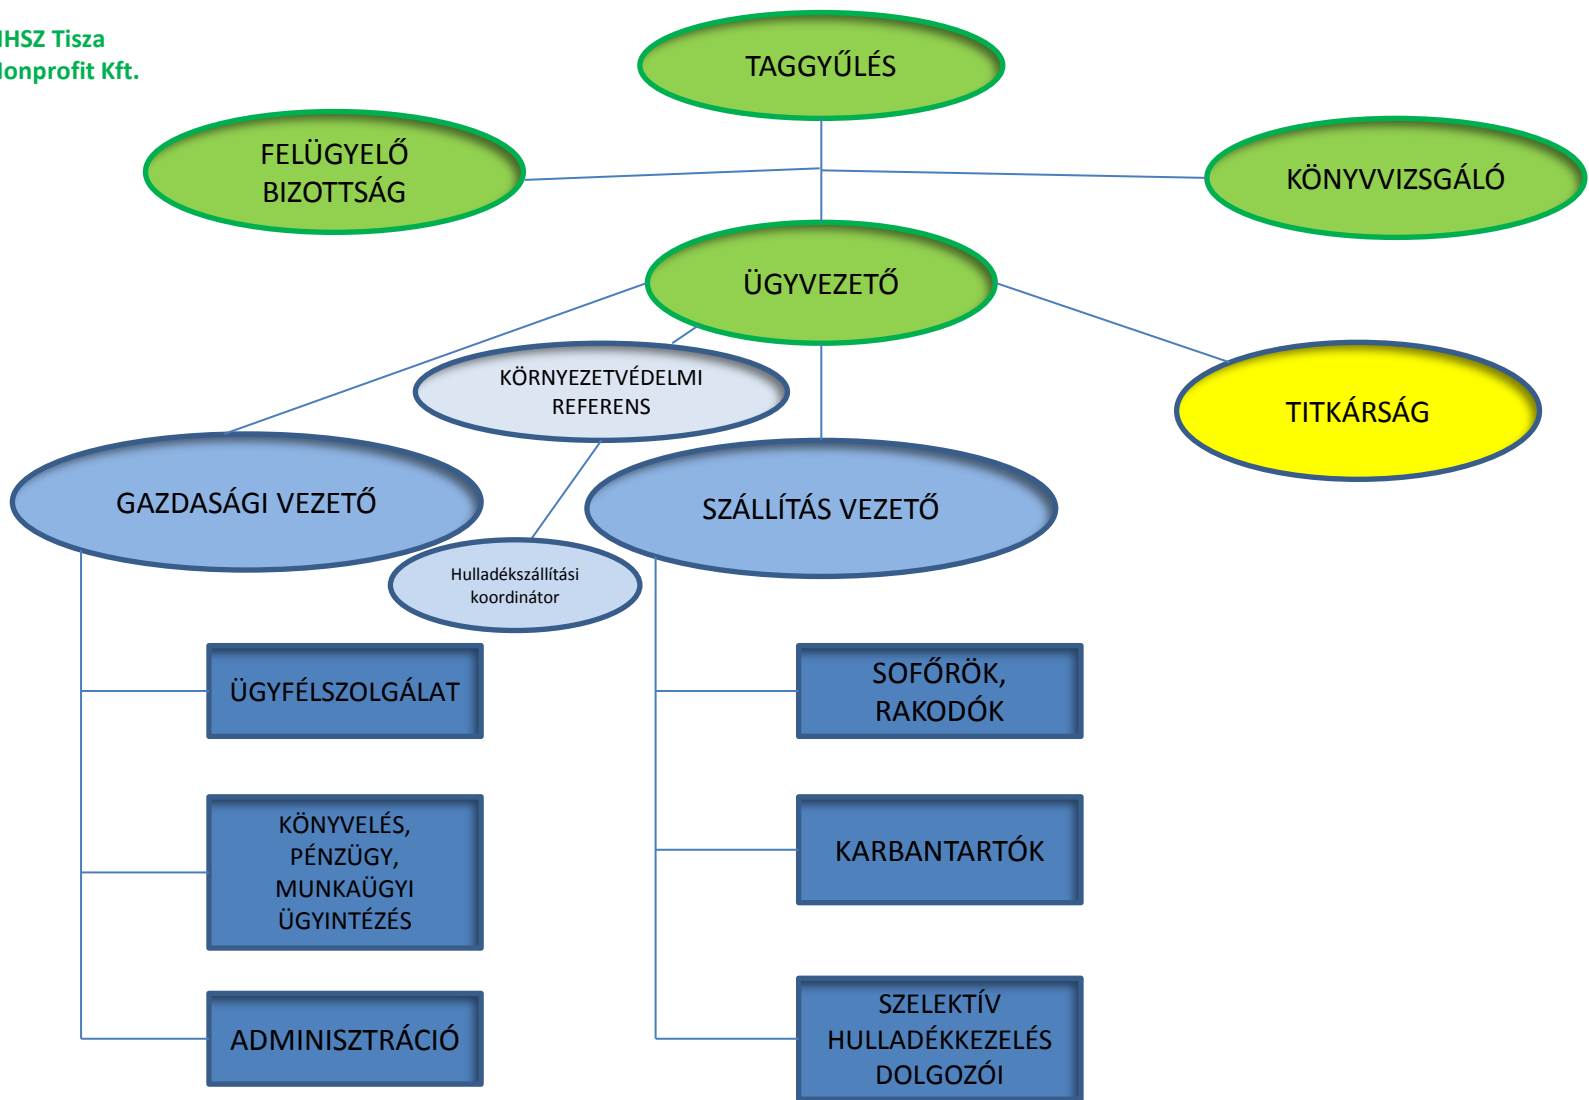 HSZ Tisza
onprofit Kft.
TAGGYŰLÉS
FELÜGYELŐ
BIZOTTSÁG
KÖNYVVIZSGÁLÓ
ÜGYVEZETŐ
KÖRNYEZETVÉDELMI
REFERENS
TITKÁRSÁG
GAZDASÁGI VEZETŐ
SZÁLLÍTÁS VEZETŐ
Hulladékszállítási
koordinátor
ÜGYFÉLSZOLGÁLAT
SOFŐRÖK,
RAKODÓK
KÖNYVELÉS,
PÉNZÜGY,
MUNKAÜGYI
ÜGYINTÉZÉS
KARBANTARTÓK
ADMINISZTRÁCIÓ
SZELEKTÍV
HULLADÉKKEZELÉS
DOLGOZÓI